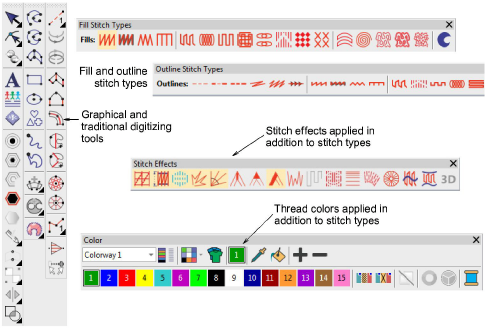 Fill Stitch Types
Fills:
Fill and outline
stitch types
Outline Stitch Types
Outlines:
A
Graphical and
traditional digitizing
tools
Stitch effects applied in
addition to stitch types
Stitch Effects
3D
Thread colors applied in
addition to stitch types
Color
Colorway 1
1
1 2 3 4 5 6 7 8 9 10 11 12 13 14 15